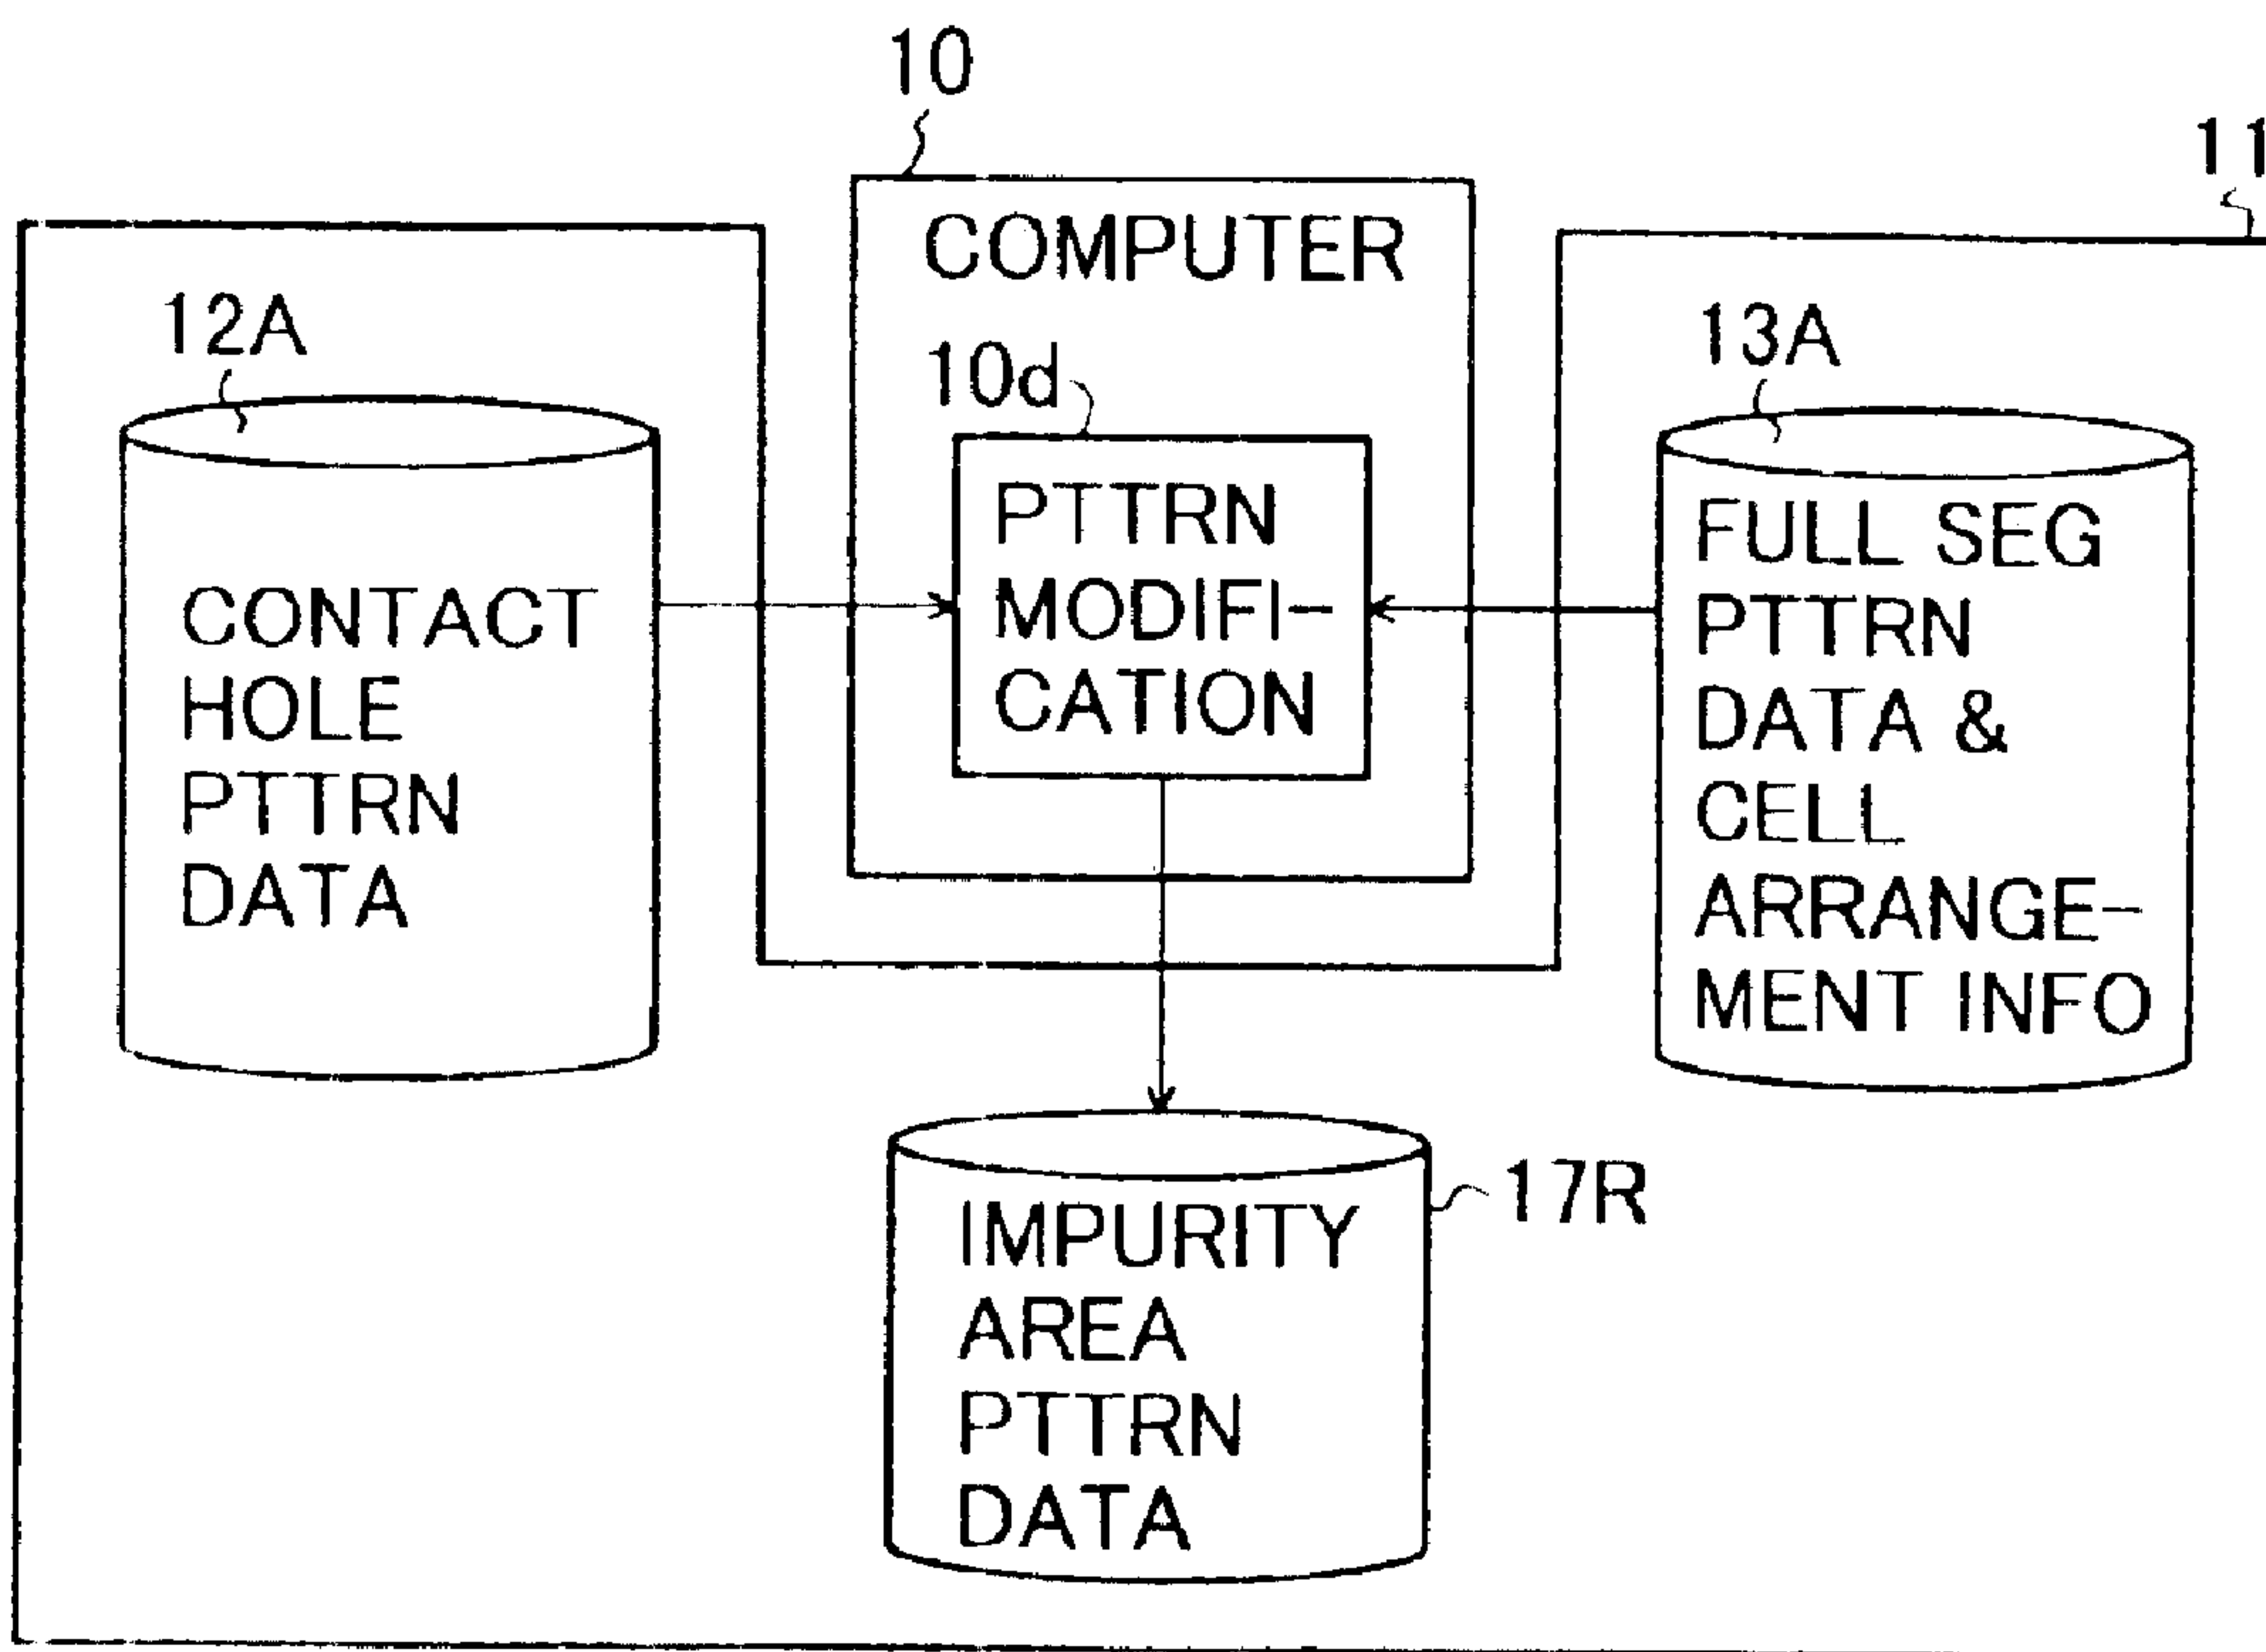 10
11
COMPUTER
12A
10d
13A
CONTACT
HOLE
PTTRN
DATA
PTTRN
MODIFI-
CATION
FULL SEG
PTTRN
DATA &
CELL
ARRANGE-
MENT INFO
17R
IMPURITY
AREA
PTTRN
DATA